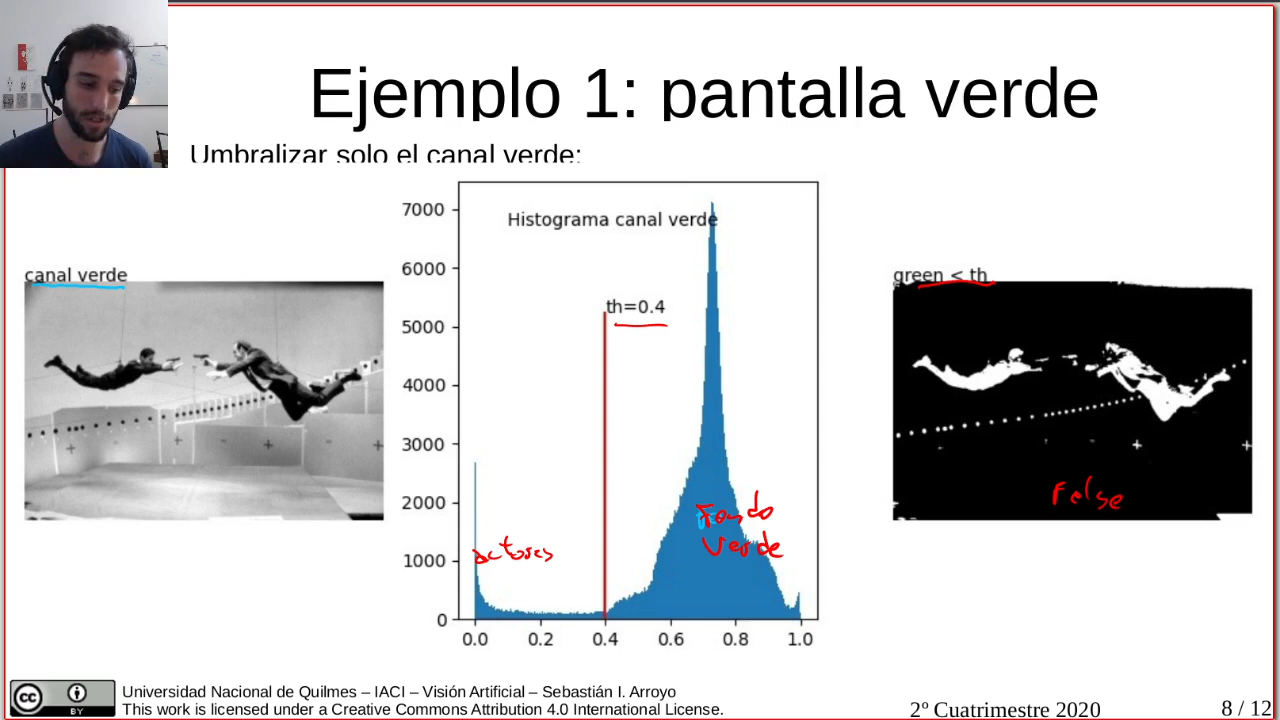 Ejemplo 1: pantalla verde
Umbralizar solo el canal verde:
Histograma canal verde
7000
6000
5000
4000
3000
2000
1000
0
0.0 0.2 0.4 0.6 0.8 1.0
th=0.4
actores
Fondo
Verde
canal verde
green < th
False
cc BY
Universidad Nacional de Quilmes – IACI – Visión Artificial – Sebastián I. Arroyo
This work is licensed under a Creative Commons Attribution 4.0 International License.
2º Cuatrimestre 2020
8 / 12